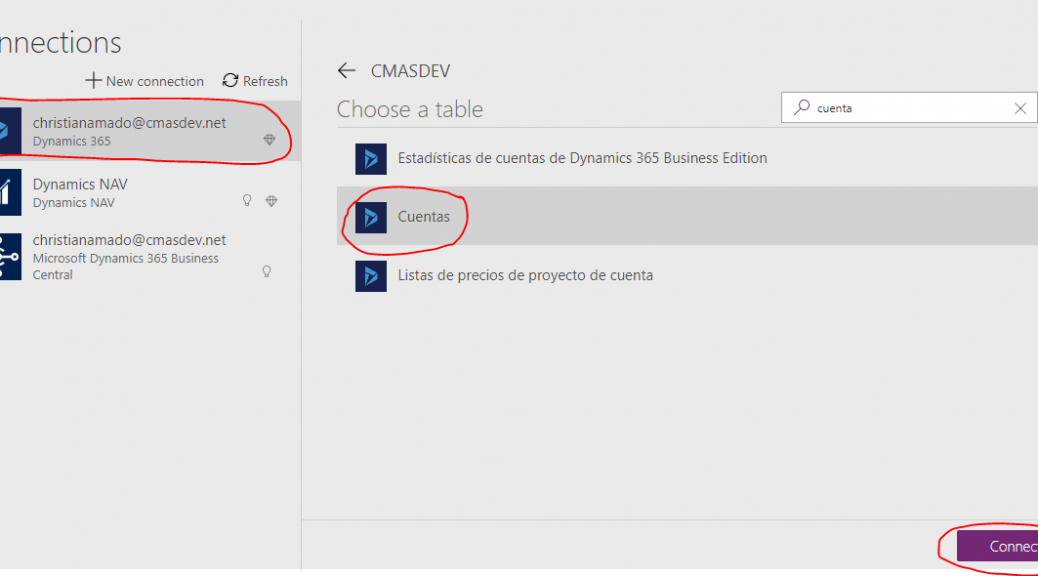 nnections
New connection
Refresh
christianamado@cmasdev.net
Dynamics 365
Dynamics NAV
Dynamics NAV
christianamado@cmasdev.net
Microsoft Dynamics 365 Business
Central
CMASDEV
Choose a table
cuenta
Estadísticas de cuentas de Dynamics 365 Business Edition
Cuentas
Listas de precios de proyecto de cuenta
Connec